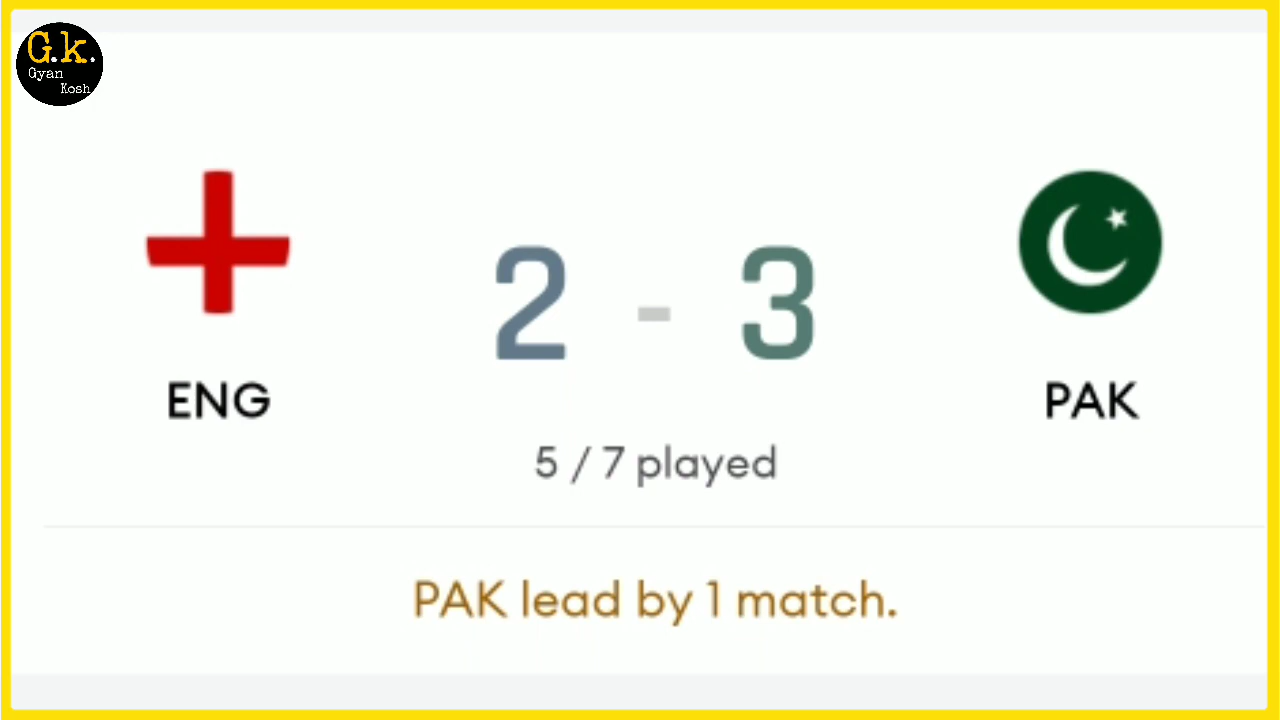 G.k.
Gyan
Kosh
2 - 3
ENG
PAK
5 / 7 played
PAK lead by 1 match.